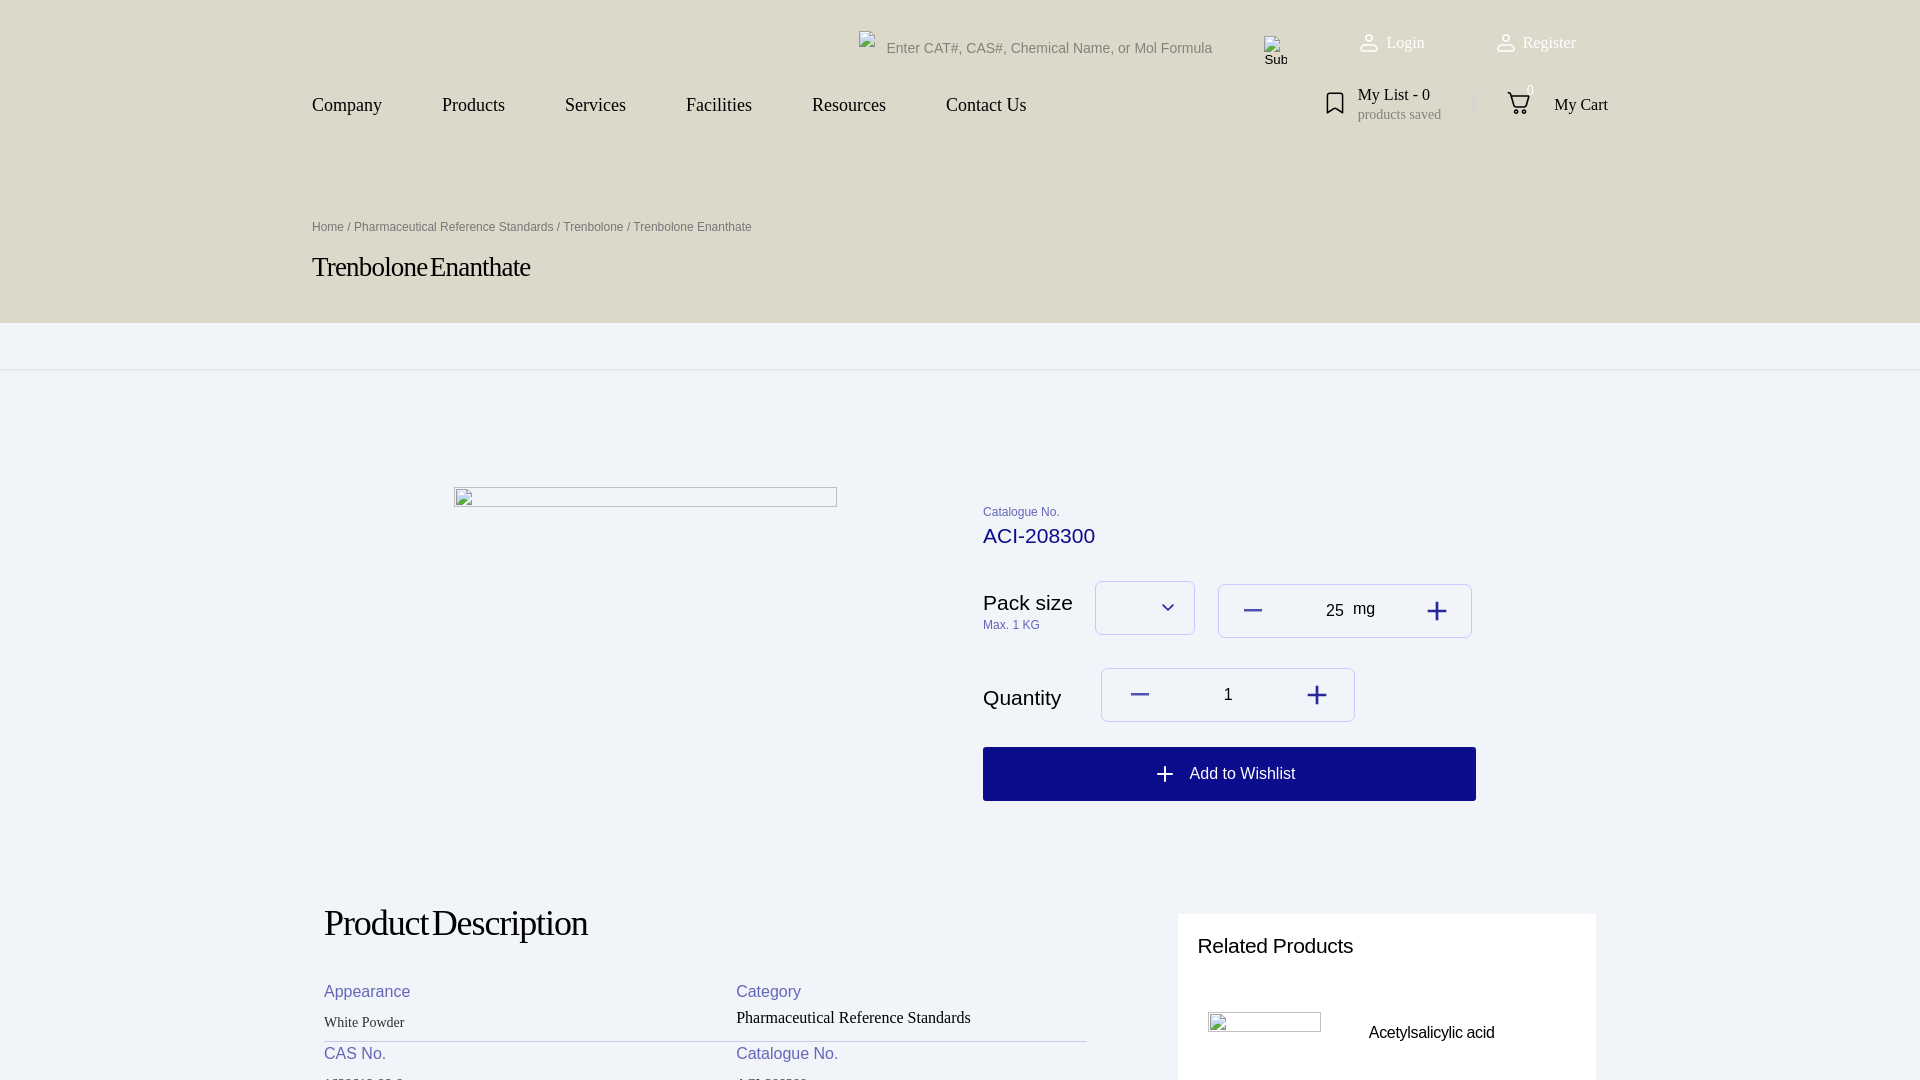 Enter CAT#, CAS#, Chemical Name, or Mol Formula
Sub
Login
Register
Company
Products
Services
Facilities
Resources
Contact Us
My List - 0
products saved
0
My Cart
Home / Pharmaceutical Reference Standards / Trenbolone / Trenbolone Enanthate
Trenbolone Enanthate
Catalogue No.
ACI-208300
Pack size
Max. 1 KG
25 mg
Quantity
1
Add to Wishlist
Product Description
Related Products
Appearance
White Powder
Category
Pharmaceutical Reference Standards
Acetylsalicylic acid
CAS No.
Catalogue No.